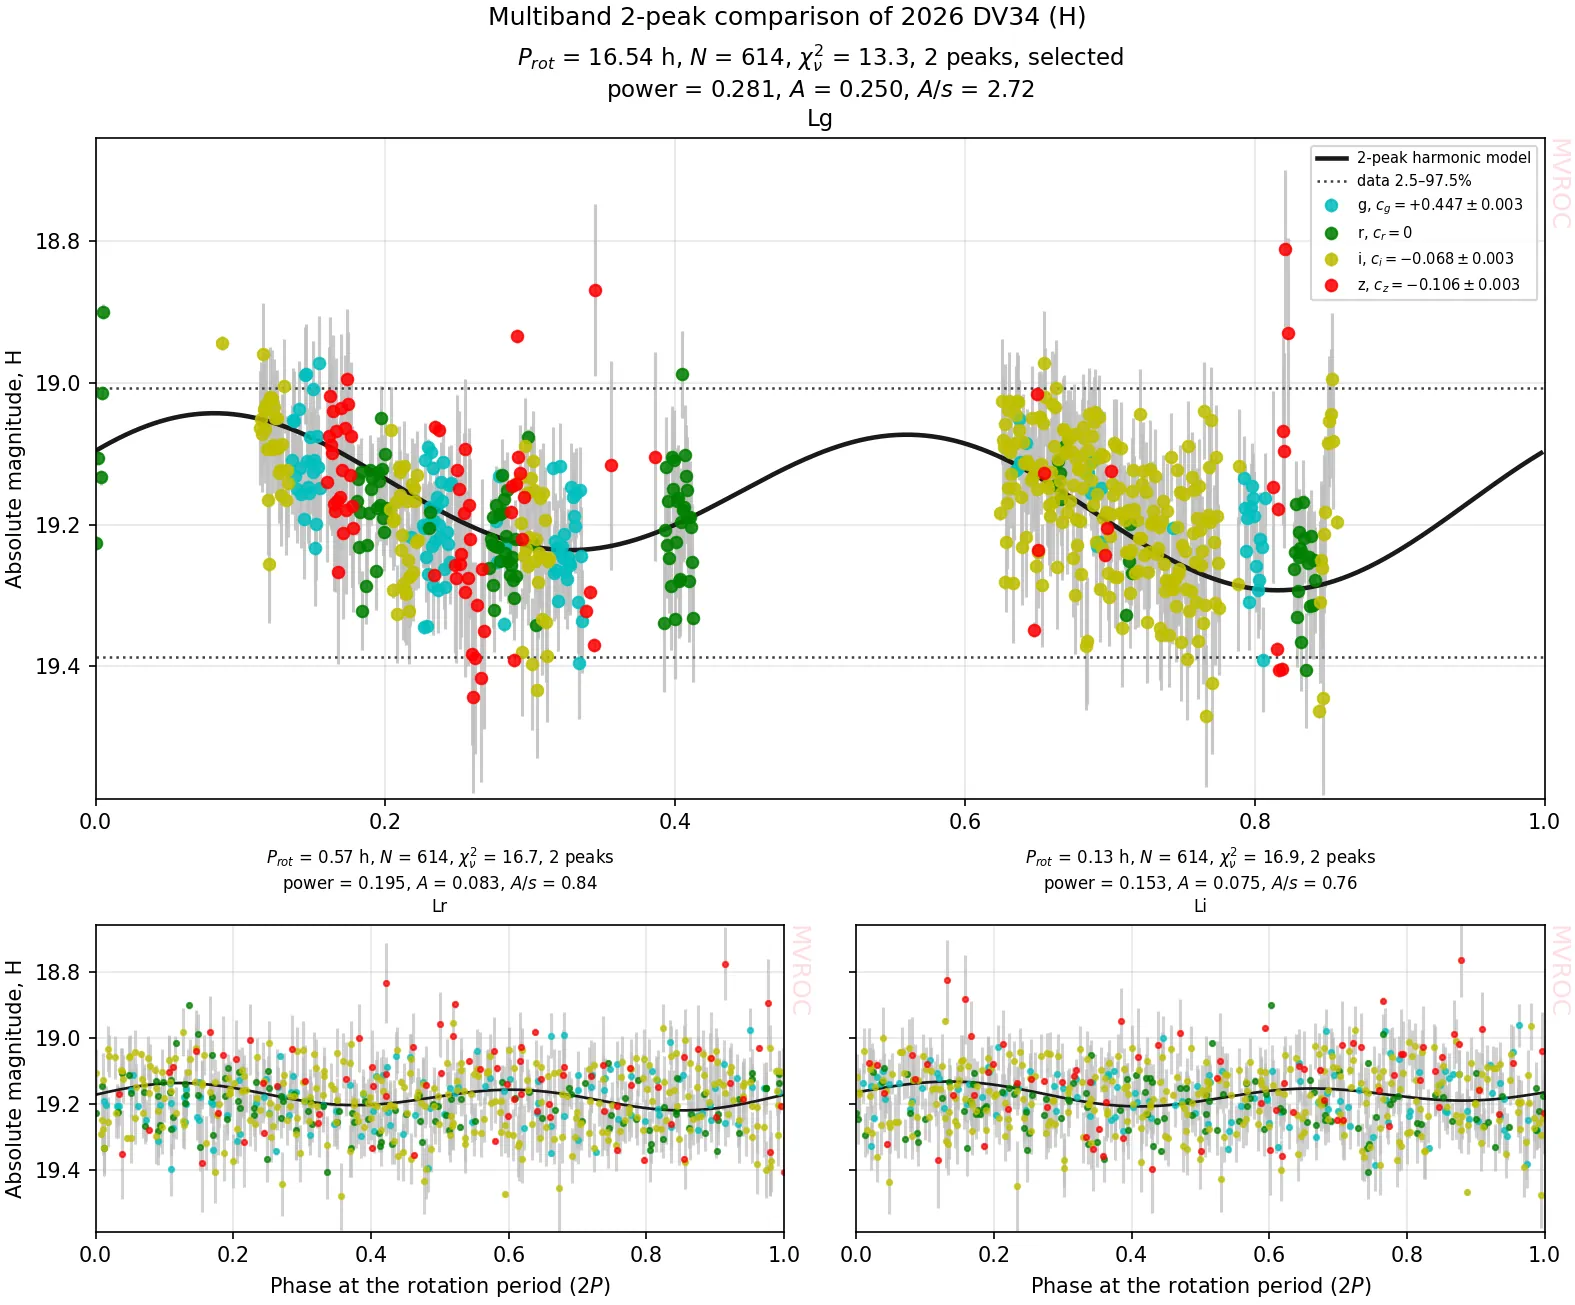 Multiband 2-peak comparison of 2026 DV34 (H)
P_rot = 16.54 h, N = 614, χ²_ν = 13.3, 2 peaks, selected
power = 0.281, A = 0.250, A/s = 2.72
Lg
MVROC
2-peak harmonic model
data 2.5–97.5%
g, c_g = +0.447 ± 0.003
r, c_r = 0
i, c_i = −0.068 ± 0.003
z, c_z = −0.106 ± 0.003
Absolute magnitude, H
18.8
19.0
19.2
19.4
0.0 0.2 0.4 0.6 0.8 1.0
P_rot = 0.57 h, N = 614, χ²_ν = 16.7, 2 peaks
power = 0.195, A = 0.083, A/s = 0.84
Lr
MVROC
Absolute magnitude, H
18.8
19.0
19.2
19.4
0.0 0.2 0.4 0.6 0.8 1.0
Phase at the rotation period (2P)
P_rot = 0.13 h, N = 614, χ²_ν = 16.9, 2 peaks
power = 0.153, A = 0.075, A/s = 0.76
Li
MVROC
0.0 0.2 0.4 0.6 0.8 1.0
Phase at the rotation period (2P)